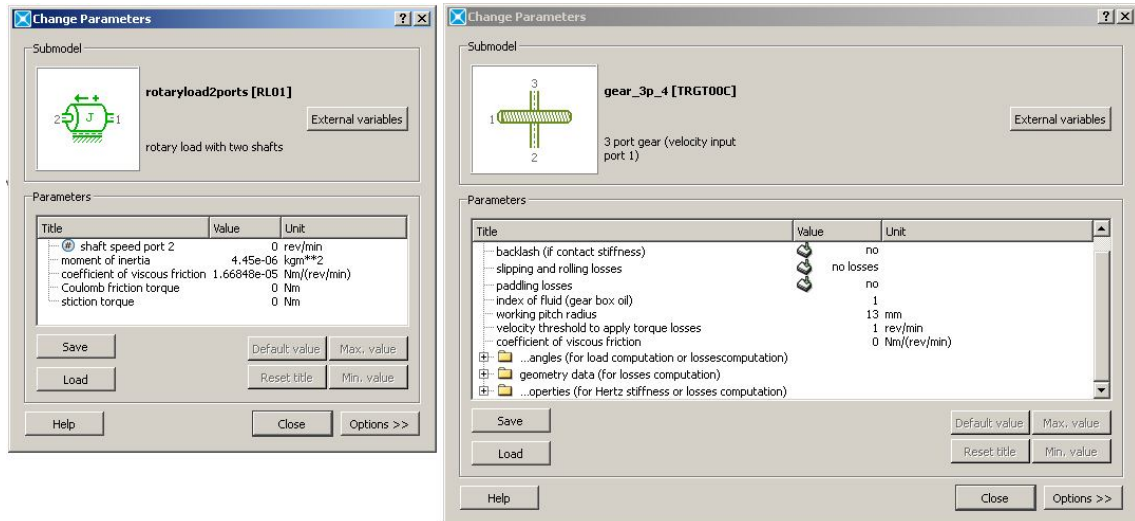 Change Parameters
Submodel
2 J 1
rotaryload2ports [RL01]
External variables
rotary load with two shafts
Parameters
Title Value Unit
# shaft speed port 2 0 rev/min
moment of inertia 4.45e-06 kgm**2
coefficient of viscous friction 1.66848e-05 Nm/(rev/min)
Coulomb friction torque 0 Nm
stiction torque 0 Nm
Save Default value Max. value
Load Reset title Min. value
Help Close Options >>
Change Parameters
Submodel
3
1
2
gear_3p_4 [TRGT00C]
External variables
3 port gear (velocity input
port 1)
Parameters
Title Value Unit
backlash (if contact stiffness) no
slipping and rolling losses no losses
paddling losses no
index of fluid (gear box oil) 1
working pitch radius 13 mm
velocity threshold to apply torque losses 1 rev/min
coefficient of viscous friction 0 Nm/(rev/min)
...angles (for load computation or lossescomputation)
geometry data (for losses computation)
...operties (for Hertz stiffness or losses computation)
Save Default value Max. value
Load Reset title Min. value
Help Close Options >>